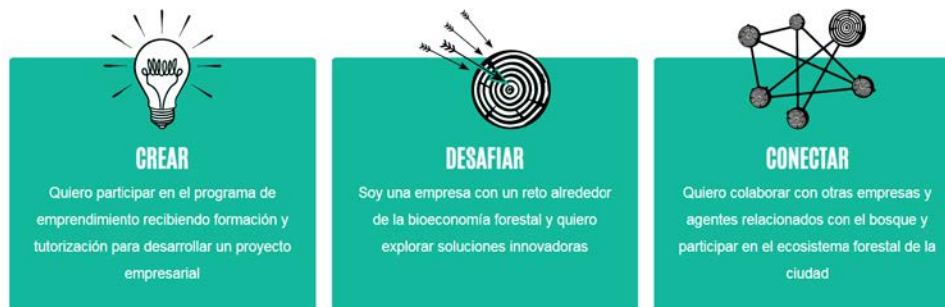 CREAR
Quiero participar en el programa de
emprendimiento recibiendo formación y
tutorización para desarrollar un proyecto
empresarial
DESAFIAR
Soy una empresa con un reto alrededor
de la bioeconomía forestal y quiero
explorar soluciones innovadoras
CONECTAR
Quiero colaborar con otras empresas y
agentes relacionados con el bosque y
participar en el ecosistema forestal de la
ciudad